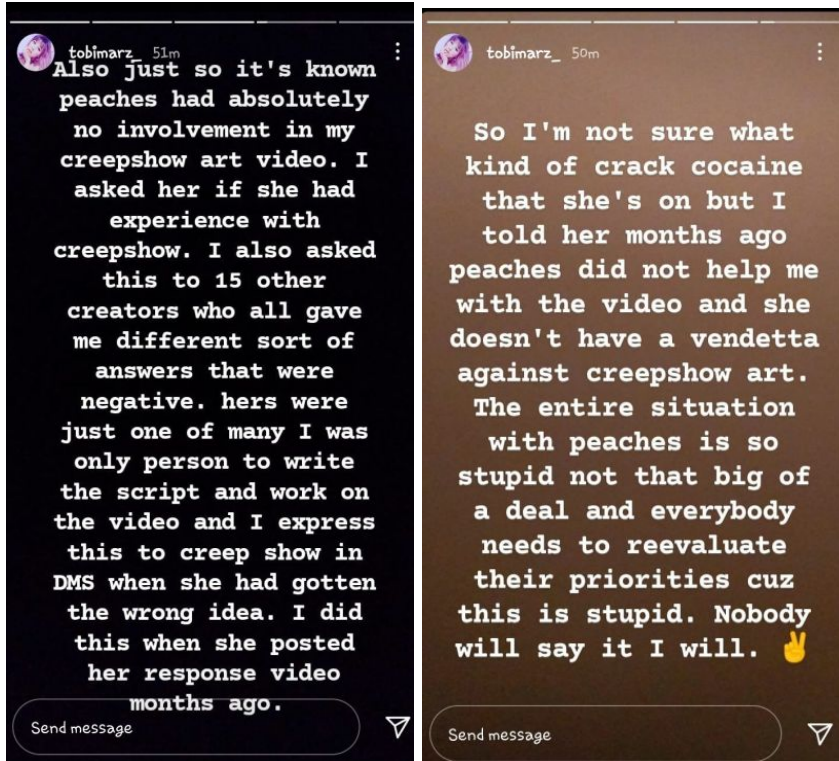 tobimarz_ 51m
Also just so it's known
peaches had absolutely
no involvement in my
creepshow art video. I
asked her if she had
experience with
creepshow. I also asked
this to 15 other
creators who all gave
me different sort of
answers that were
negative. hers were
just one of many I was
only person to write
the script and work on
the video and I express
this to creep show in
DMS when she had gotten
the wrong idea. I did
this when she posted
her response video
months ago.
Send message
tobimarz_ 50m
So I'm not sure what
kind of crack cocaine
that she's on but I
told her months ago
peaches did not help me
with the video and she
doesn't have a vendetta
against creepshow art.
The entire situation
with peaches is so
stupid not that big of
a deal and everybody
needs to reevaluate
their priorities cuz
this is stupid. Nobody
will say it I will. ✌
Send message